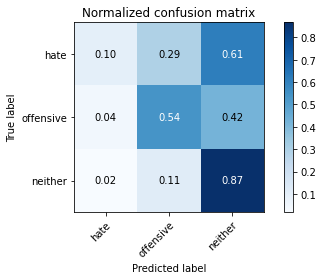 Normalized confusion matrix
True label
hate
0.10 0.29 0.61
offensive
0.04 0.54 0.42
neither
0.02 0.11 0.87
hate
offensive
neither
Predicted label
0.8
0.7
0.6
0.5
0.4
0.3
0.2
0.1